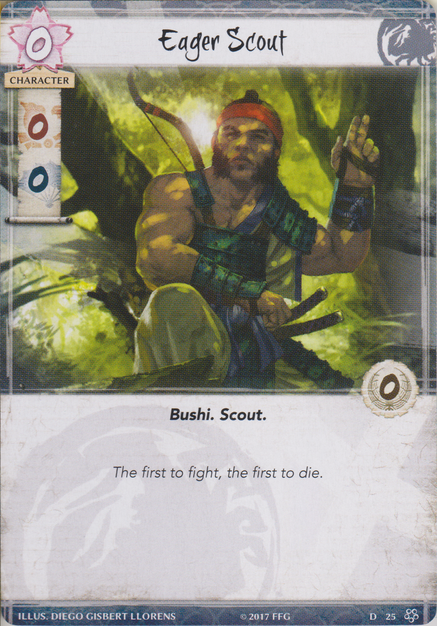 0
Eager Scout
CHARACTER
0
0
0
Bushi. Scout.
The first to fight, the first to die.
ILLUS. DIEGO GISBERT LLORENS © 2017 FFG D 25